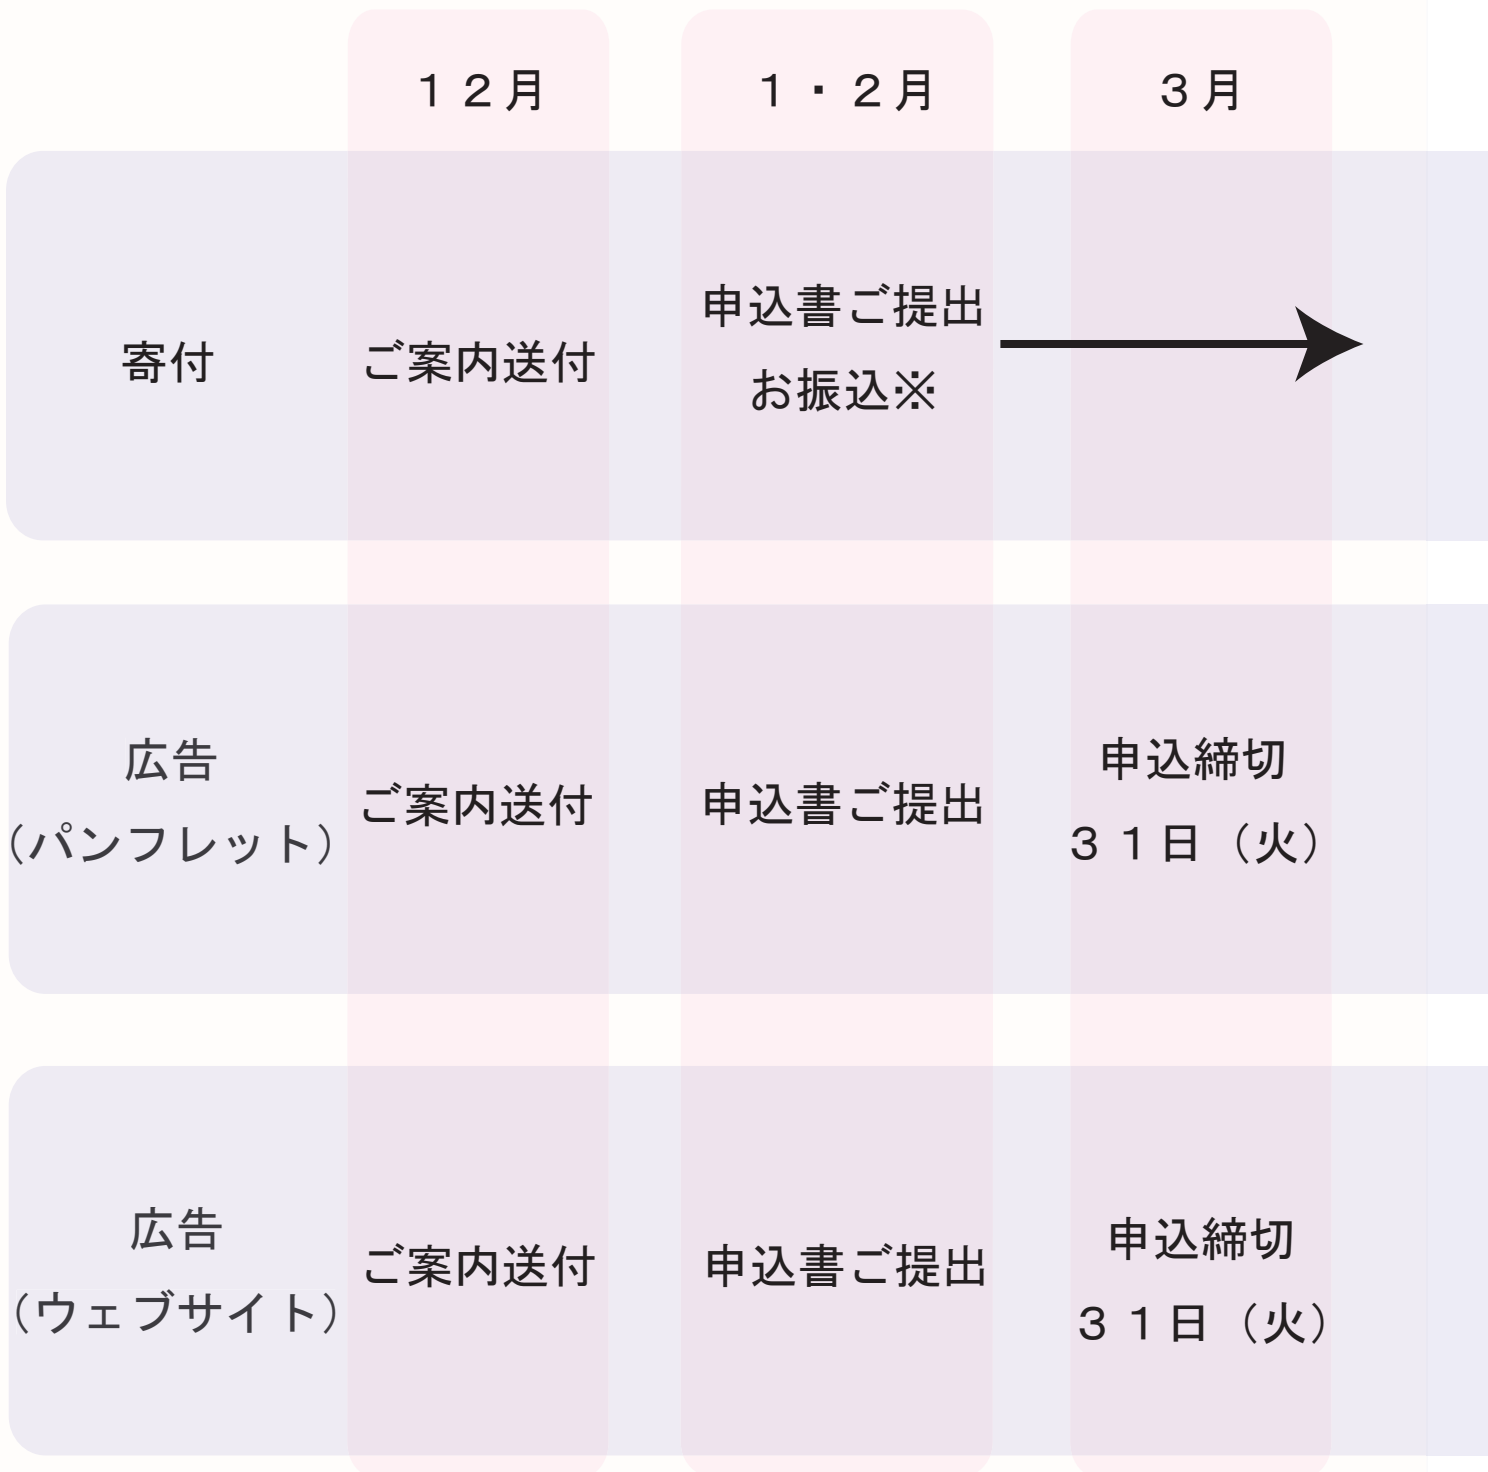 １２月
１・２月
３月
寄付
ご案内送付
申込書ご提出
お振込※
広告
（パンフレット）
ご案内送付
申込書ご提出
申込締切
３１日（火）
広告
（ウェブサイト）
ご案内送付
申込書ご提出
申込締切
３１日（火）